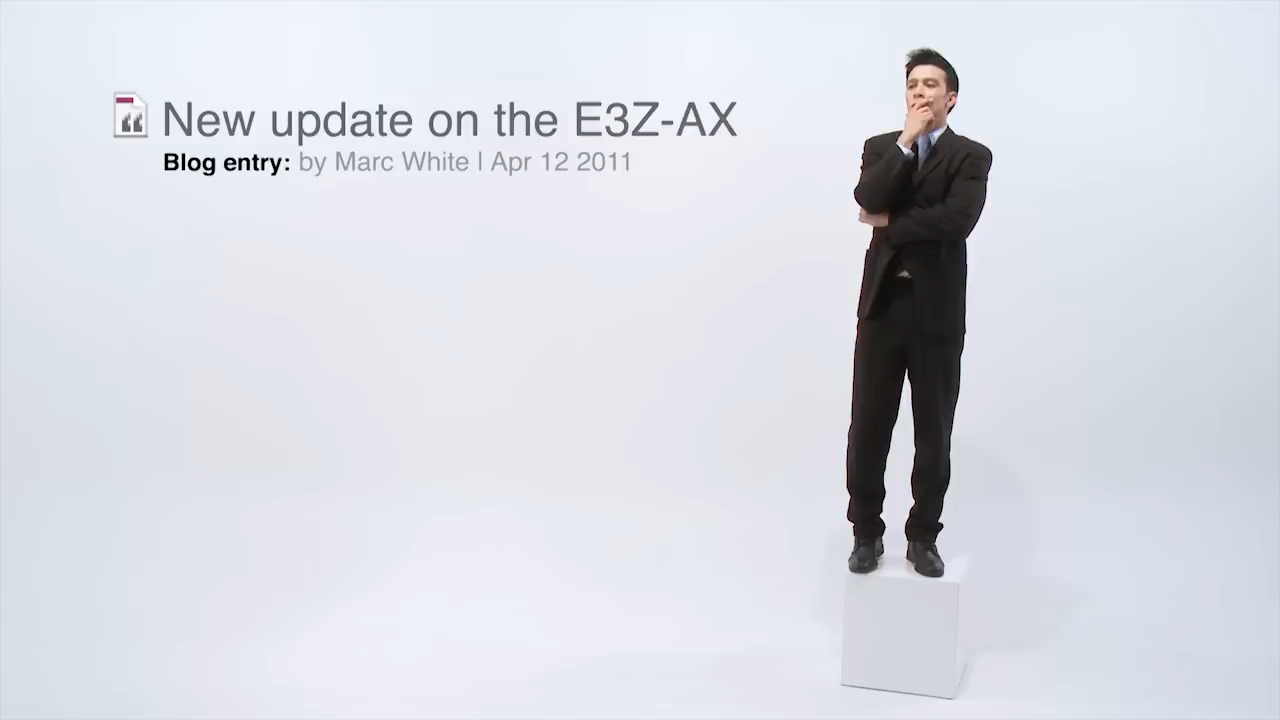 New update on the E3Z-AX
Blog entry: by Marc White | Apr 12 2011